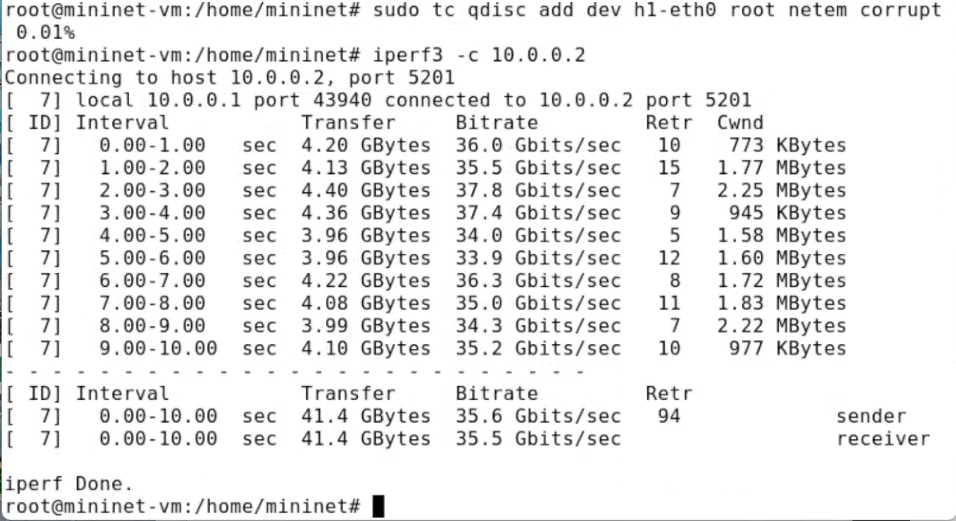 root@mininet-vm:/home/mininet# sudo tc qdisc add dev h1-eth0 root netem corrupt
 0.01%
root@mininet-vm:/home/mininet# iperf3 -c 10.0.0.2
Connecting to host 10.0.0.2, port 5201
[  7] local 10.0.0.1 port 43940 connected to 10.0.0.2 port 5201
[ ID] Interval           Transfer     Bitrate         Retr  Cwnd
[  7]   0.00-1.00   sec  4.20 GBytes  36.0 Gbits/sec   10    773 KBytes
[  7]   1.00-2.00   sec  4.13 GBytes  35.5 Gbits/sec   15   1.77 MBytes
[  7]   2.00-3.00   sec  4.40 GBytes  37.8 Gbits/sec    7   2.25 MBytes
[  7]   3.00-4.00   sec  4.36 GBytes  37.4 Gbits/sec    9    945 KBytes
[  7]   4.00-5.00   sec  3.96 GBytes  34.0 Gbits/sec    5   1.58 MBytes
[  7]   5.00-6.00   sec  3.96 GBytes  33.9 Gbits/sec   12   1.60 MBytes
[  7]   6.00-7.00   sec  4.22 GBytes  36.3 Gbits/sec    8   1.72 MBytes
[  7]   7.00-8.00   sec  4.08 GBytes  35.0 Gbits/sec   11   1.83 MBytes
[  7]   8.00-9.00   sec  3.99 GBytes  34.3 Gbits/sec    7   2.22 MBytes
[  7]   9.00-10.00  sec  4.10 GBytes  35.2 Gbits/sec   10    977 KBytes
- - - - - - - - - - - - - - - - - - - - - - - - -
[ ID] Interval           Transfer     Bitrate         Retr
[  7]   0.00-10.00  sec  41.4 GBytes  35.6 Gbits/sec   94             sender
[  7]   0.00-10.00  sec  41.4 GBytes  35.5 Gbits/sec                  receiver

iperf Done.
root@mininet-vm:/home/mininet#